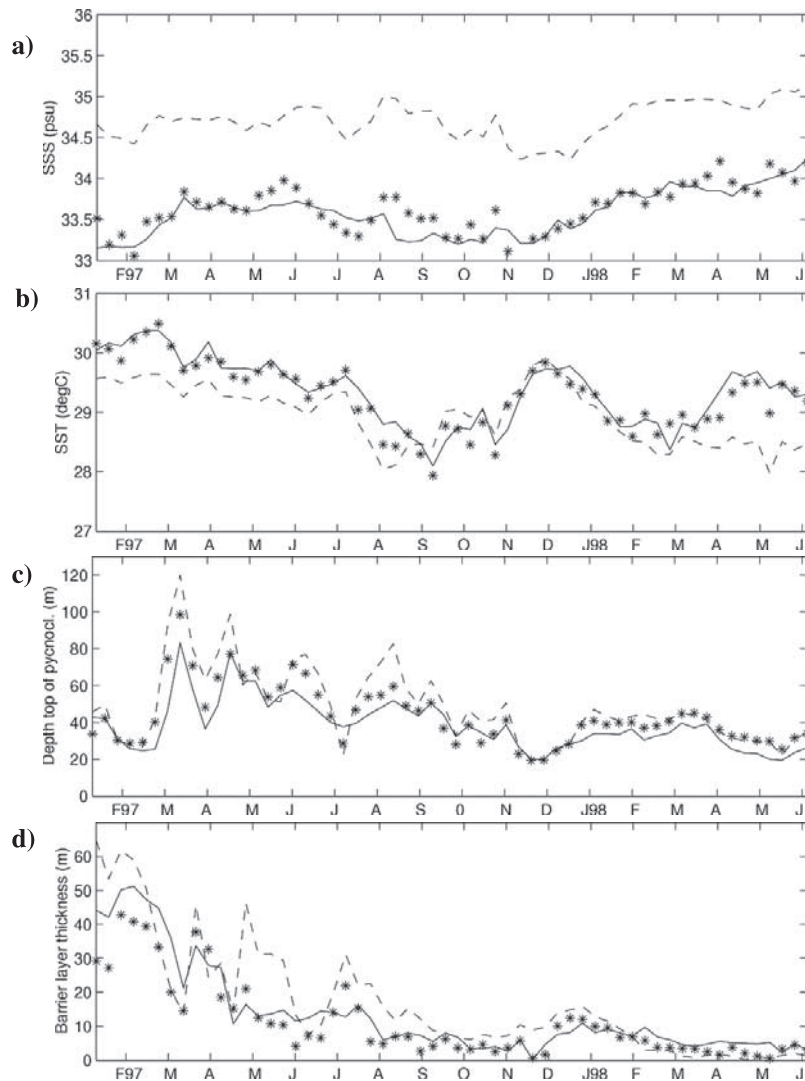 a)
36
35.5
35
34.5
34
33.5
33
SSS (psu)
F97 M A M J J A S O N D J98 F M A M J
b)
31
30
29
28
27
SST (degC)
F97 M A M J J A S O N D J98 F M A M J
c)
120
100
80
60
40
20
0
Depth top of pycnocl. (m)
F97 M A M J J A S 0 N D J98 F M A M J
d)
60
50
40
30
20
10
0
Barrier layer thickness (m)
F97 M A M J J A S O N D J98 F M A M J